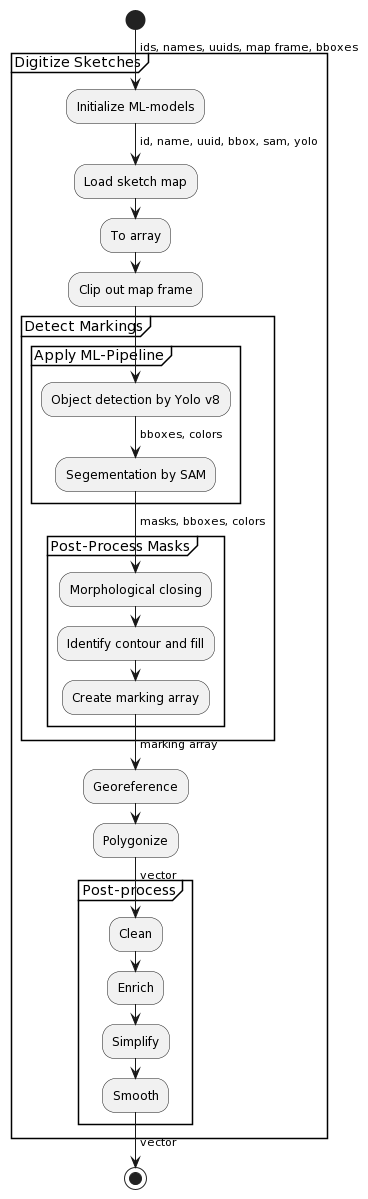 ids, names, uuids, map frame, bboxes
Digitize Sketches
Initialize ML-models
id, name, uuid, bbox, sam, yolo
Load sketch map
To array
Clip out map frame
Detect Markings
Apply ML-Pipeline
Object detection by Yolo v8
bboxes, colors
Segementation by SAM
masks, bboxes, colors
Post-Process Masks
Morphological closing
Identify contour and fill
Create marking array
marking array
Georeference
Polygonize
vector
Post-process
Clean
Enrich
Simplify
Smooth
vector